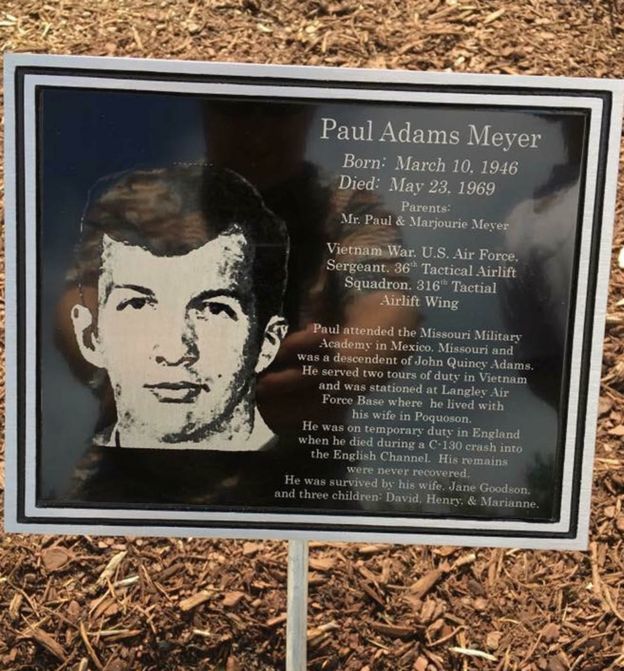 Paul Adams Meyer
Born: March 10, 1946
Died: May 23, 1969
Parents:
Mr. Paul & Marjourie Meyer
Vietnam War, U.S. Air Force,
Sergeant, 36th Tactical Airlift
Squadron, 316th Tactial
Airlift Wing
Paul attended the Missouri Military
Academy in Mexico, Missouri and
was a descendent of John Quincy Adams.
He served two tours of duty in Vietnam
and was stationed at Langley Air
Force Base where he lived with
his wife in Poquoson.
He was on temporary duty in England
when he died during a C-130 crash into
the English Channel. His remains
were never recovered.
He was survived by his wife, Jane Goodson,
and three children: David, Henry, & Marianne.